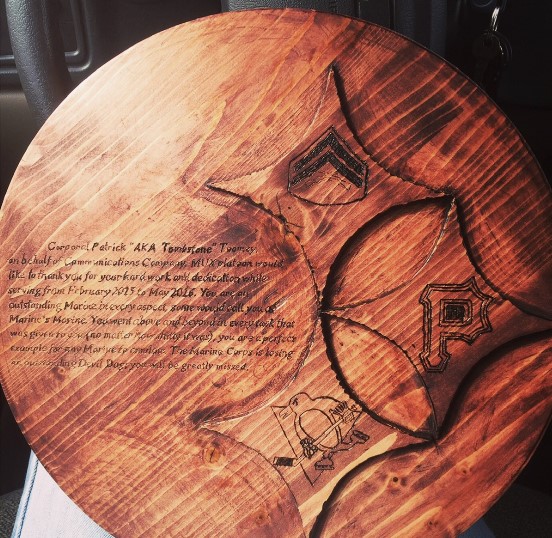 Corporal Patrick "AKA Tombstone" Toomey
on behalf of Communications Company, MUX platoon would
like to thank you for your hard work and dedication while
serving from February 2015 to May 2016. You are an
outstanding Marine in every aspect, some would call you a
Marine's Marine. You went above and beyond in every task that
was given to you (no matter how shitty it was), you are a perfect
example for any Marine to emulate. The Marine Corps is losing
an outstanding Devil Dog, you will be greatly missed.
P